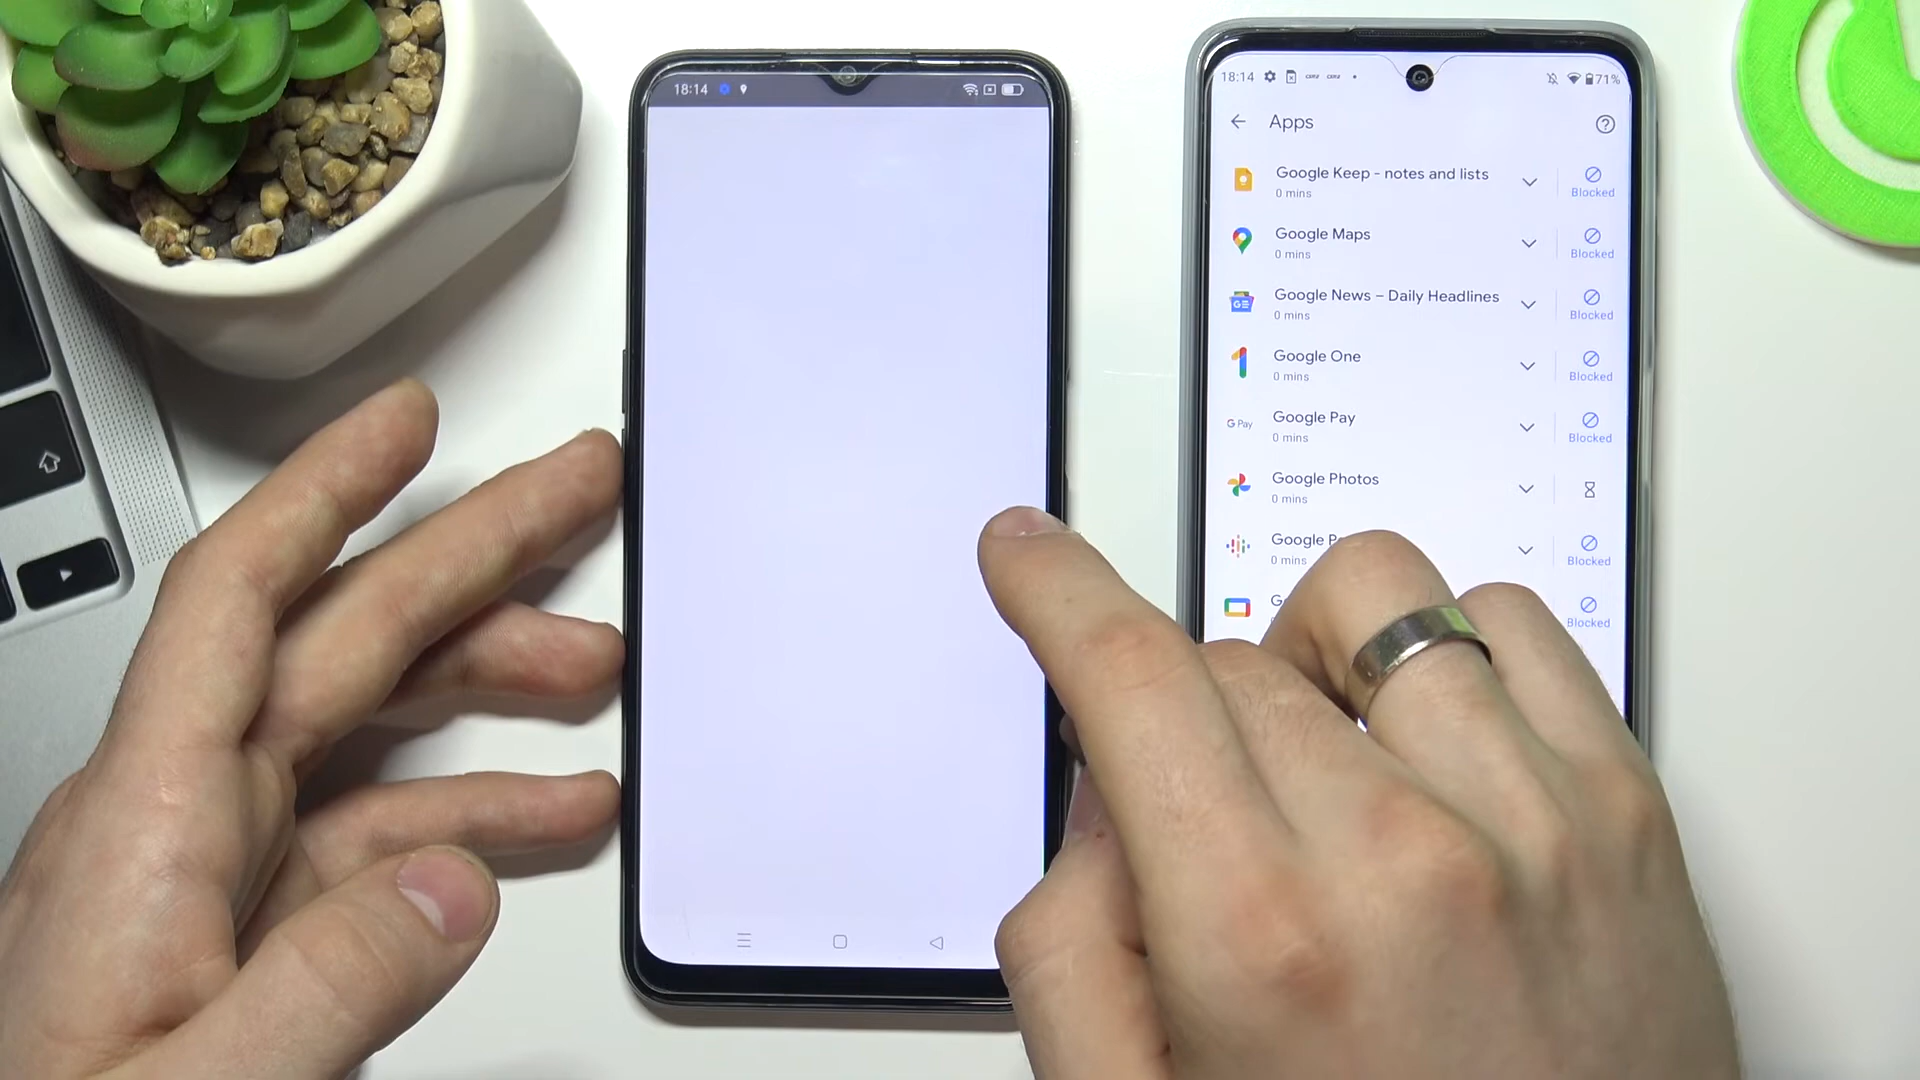 18:14
18:14
71%
Apps
Google Keep - notes and lists
0 mins
Blocked
Google Maps
0 mins
Blocked
Google News – Daily Headlines
0 mins
Blocked
GE
Google One
0 mins
Blocked
G Pay
Google Pay
0 mins
Blocked
Google Photos
0 mins
Google
0 mins
Blocked
Blocked